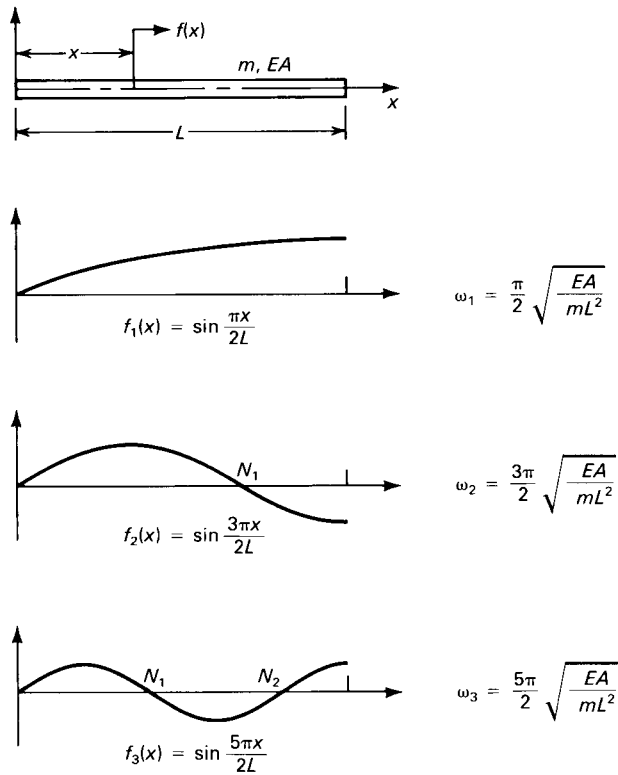 f(x)
x
m, EA
x
L
f₁(x) = sin πx/2L
ω₁ = π/2 √(EA/mL²)
N₁
f₂(x) = sin 3πx/2L
ω₂ = 3π/2 √(EA/mL²)
N₁ N₂
f₃(x) = sin 5πx/2L
ω₃ = 5π/2 √(EA/mL²)